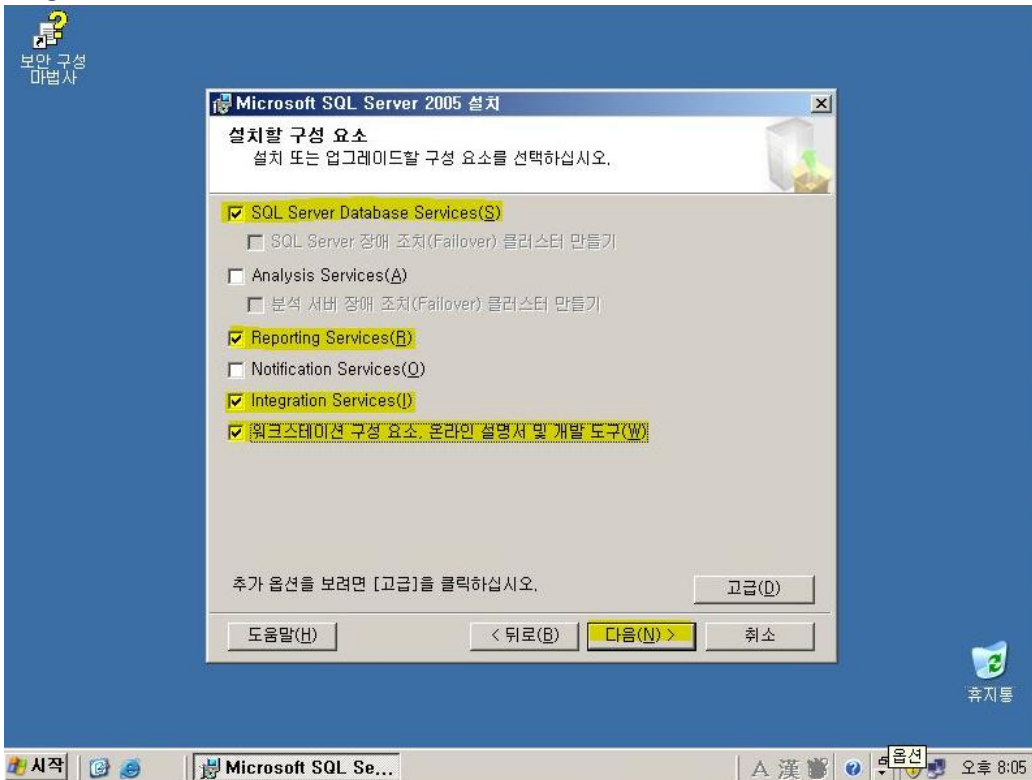 보안 구성
마법사
Microsoft SQL Server 2005 설치
설치할 구성 요소
설치 또는 업그레이드할 구성 요소를 선택하십시오.
SQL Server Database Services(S)
SQL Server 장애 조치(Failover) 클러스터 만들기
Analysis Services(A)
분석 서버 장애 조치(Failover) 클러스터 만들기
Reporting Services(R)
Notification Services(O)
Integration Services(I)
워크스테이션 구성 요소, 온라인 설명서 및 개발 도구(W)
추가 옵션을 보려면 [고급]을 클릭하십시오.
고급(D)
도움말(H)
< 뒤로(B)
다음(N) >
취소
휴지통
옵션
시작
Microsoft SQL Se...
A 漢
오후 8:05